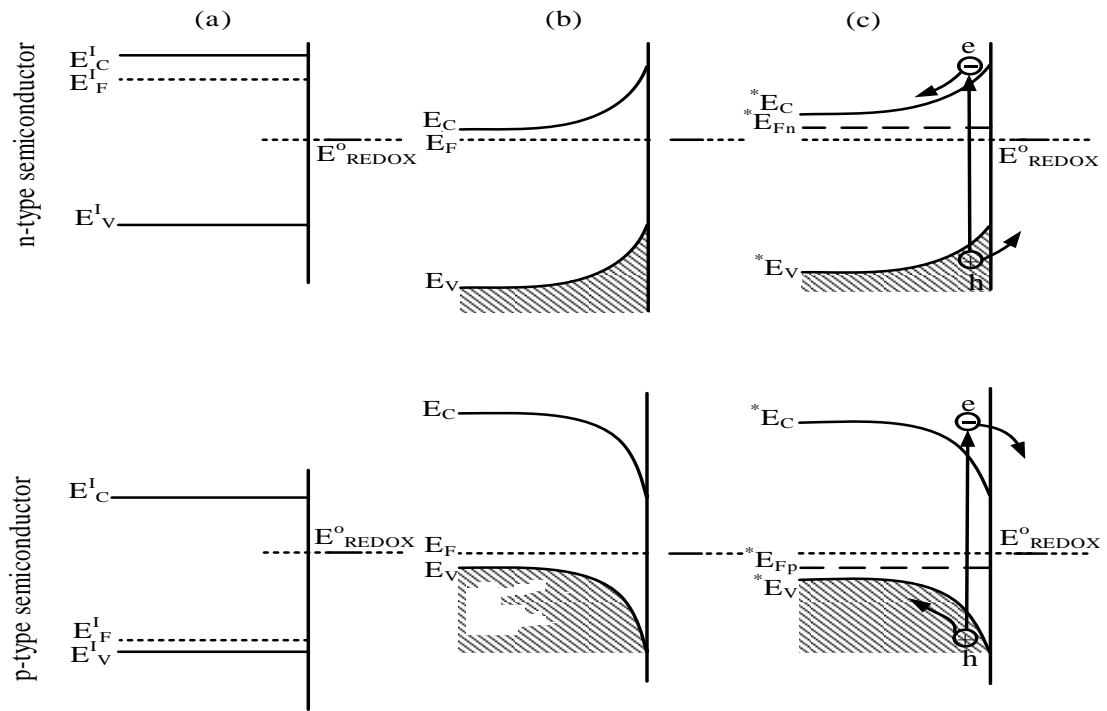 (a) (b) (c)
n-type semiconductor
E^I_C
E^I_F
E^o_REDOX
E^I_V
E_C
E_F
E_V
e
*E_C
*E_Fn
E^o_REDOX
*E_V
h
p-type semiconductor
E^I_C
E^o_REDOX
E^I_F
E^I_V
E_C
E_F
E_V
e
*E_C
E^o_REDOX
*E_Fp
*E_V
h